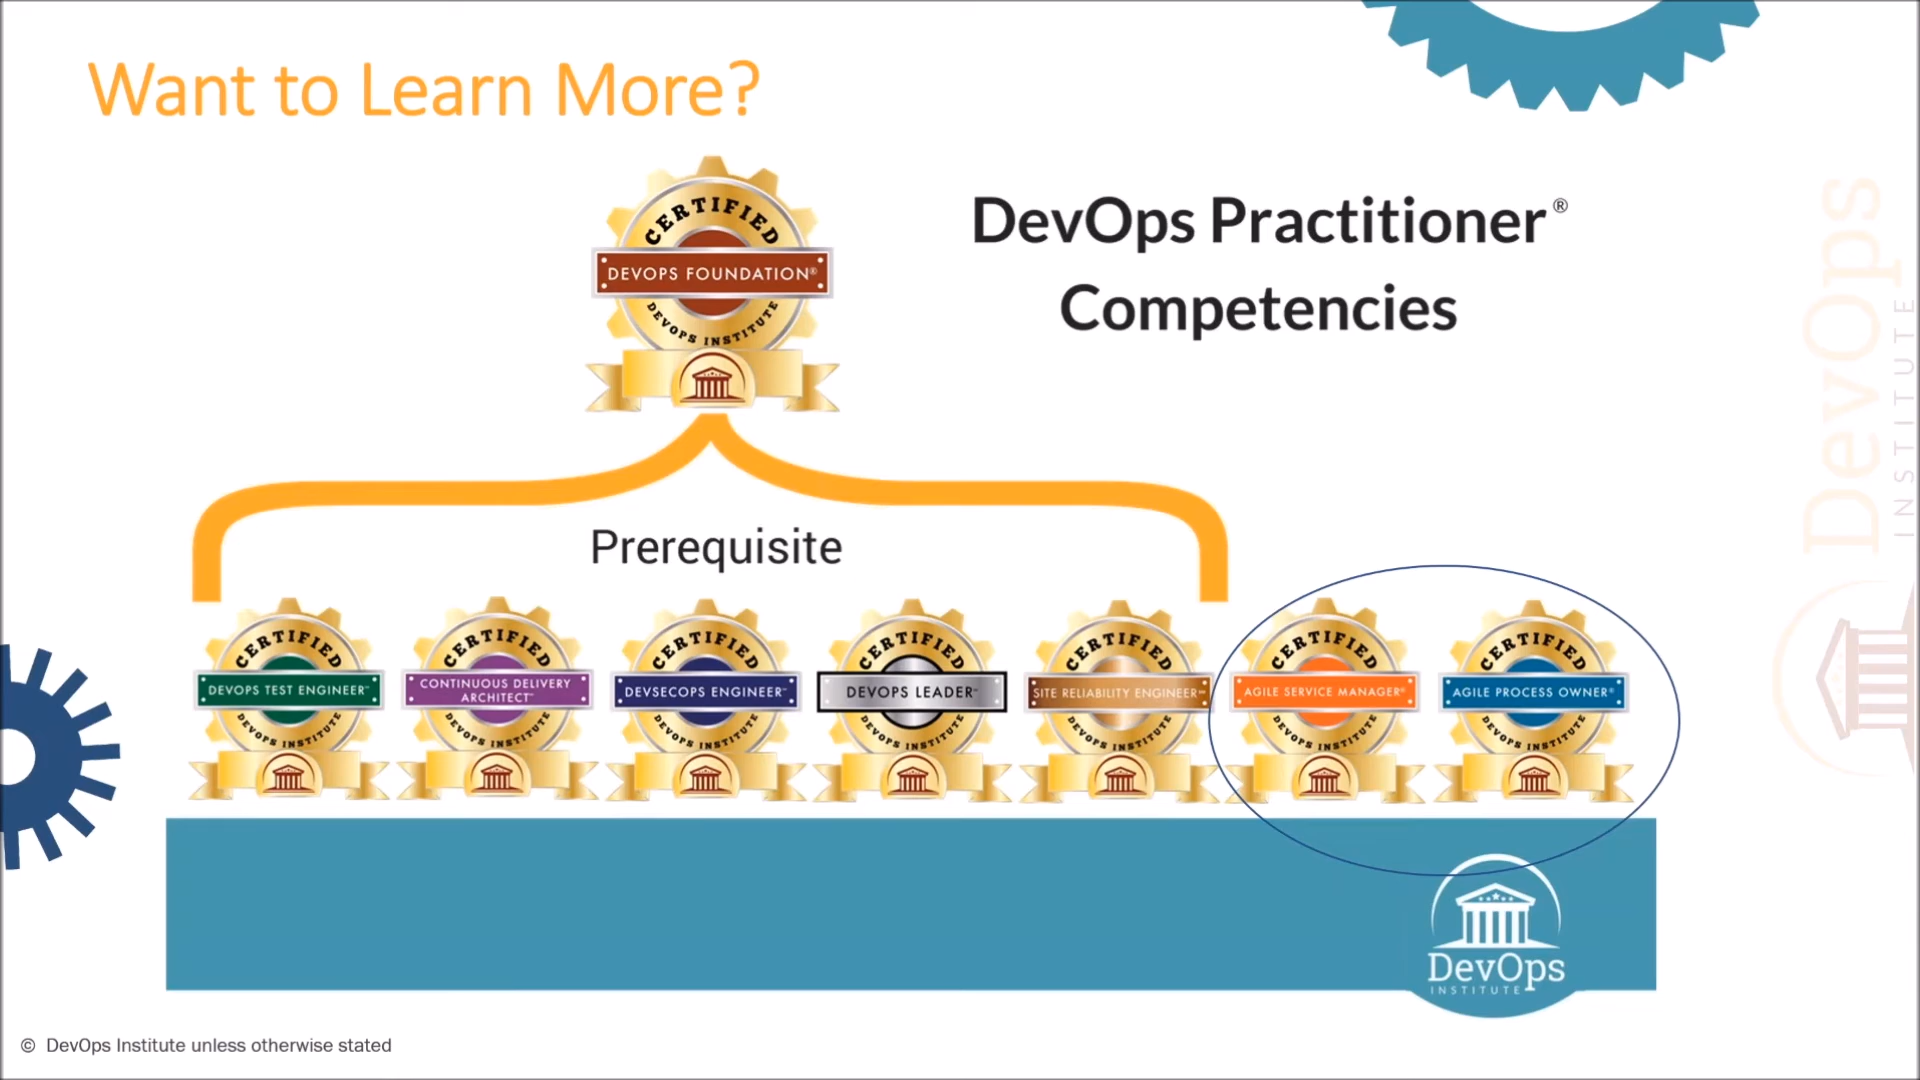 Want to Learn More?
CERTIFIED
DEVOPS FOUNDATION®
DEVOPS INSTITUTE
DevOps Practitioner®
Competencies
Prerequisite
CERTIFIED
DEVOPS TEST ENGINEER™
DEVOPS INSTITUTE
CERTIFIED
CONTINUOUS DELIVERY
ARCHITECT™
DEVOPS INSTITUTE
CERTIFIED
DEVSECOPS ENGINEER™
DEVOPS INSTITUTE
CERTIFIED
DEVOPS LEADER™
DEVOPS INSTITUTE
CERTIFIED
SITE RELIABILITY ENGINEER℠
DEVOPS INSTITUTE
CERTIFIED
AGILE SERVICE MANAGER®
DEVOPS INSTITUTE
CERTIFIED
AGILE PROCESS OWNER®
DEVOPS INSTITUTE
DevOps
INSTITUTE
DevOps
INSTITUTE
© DevOps Institute unless otherwise stated